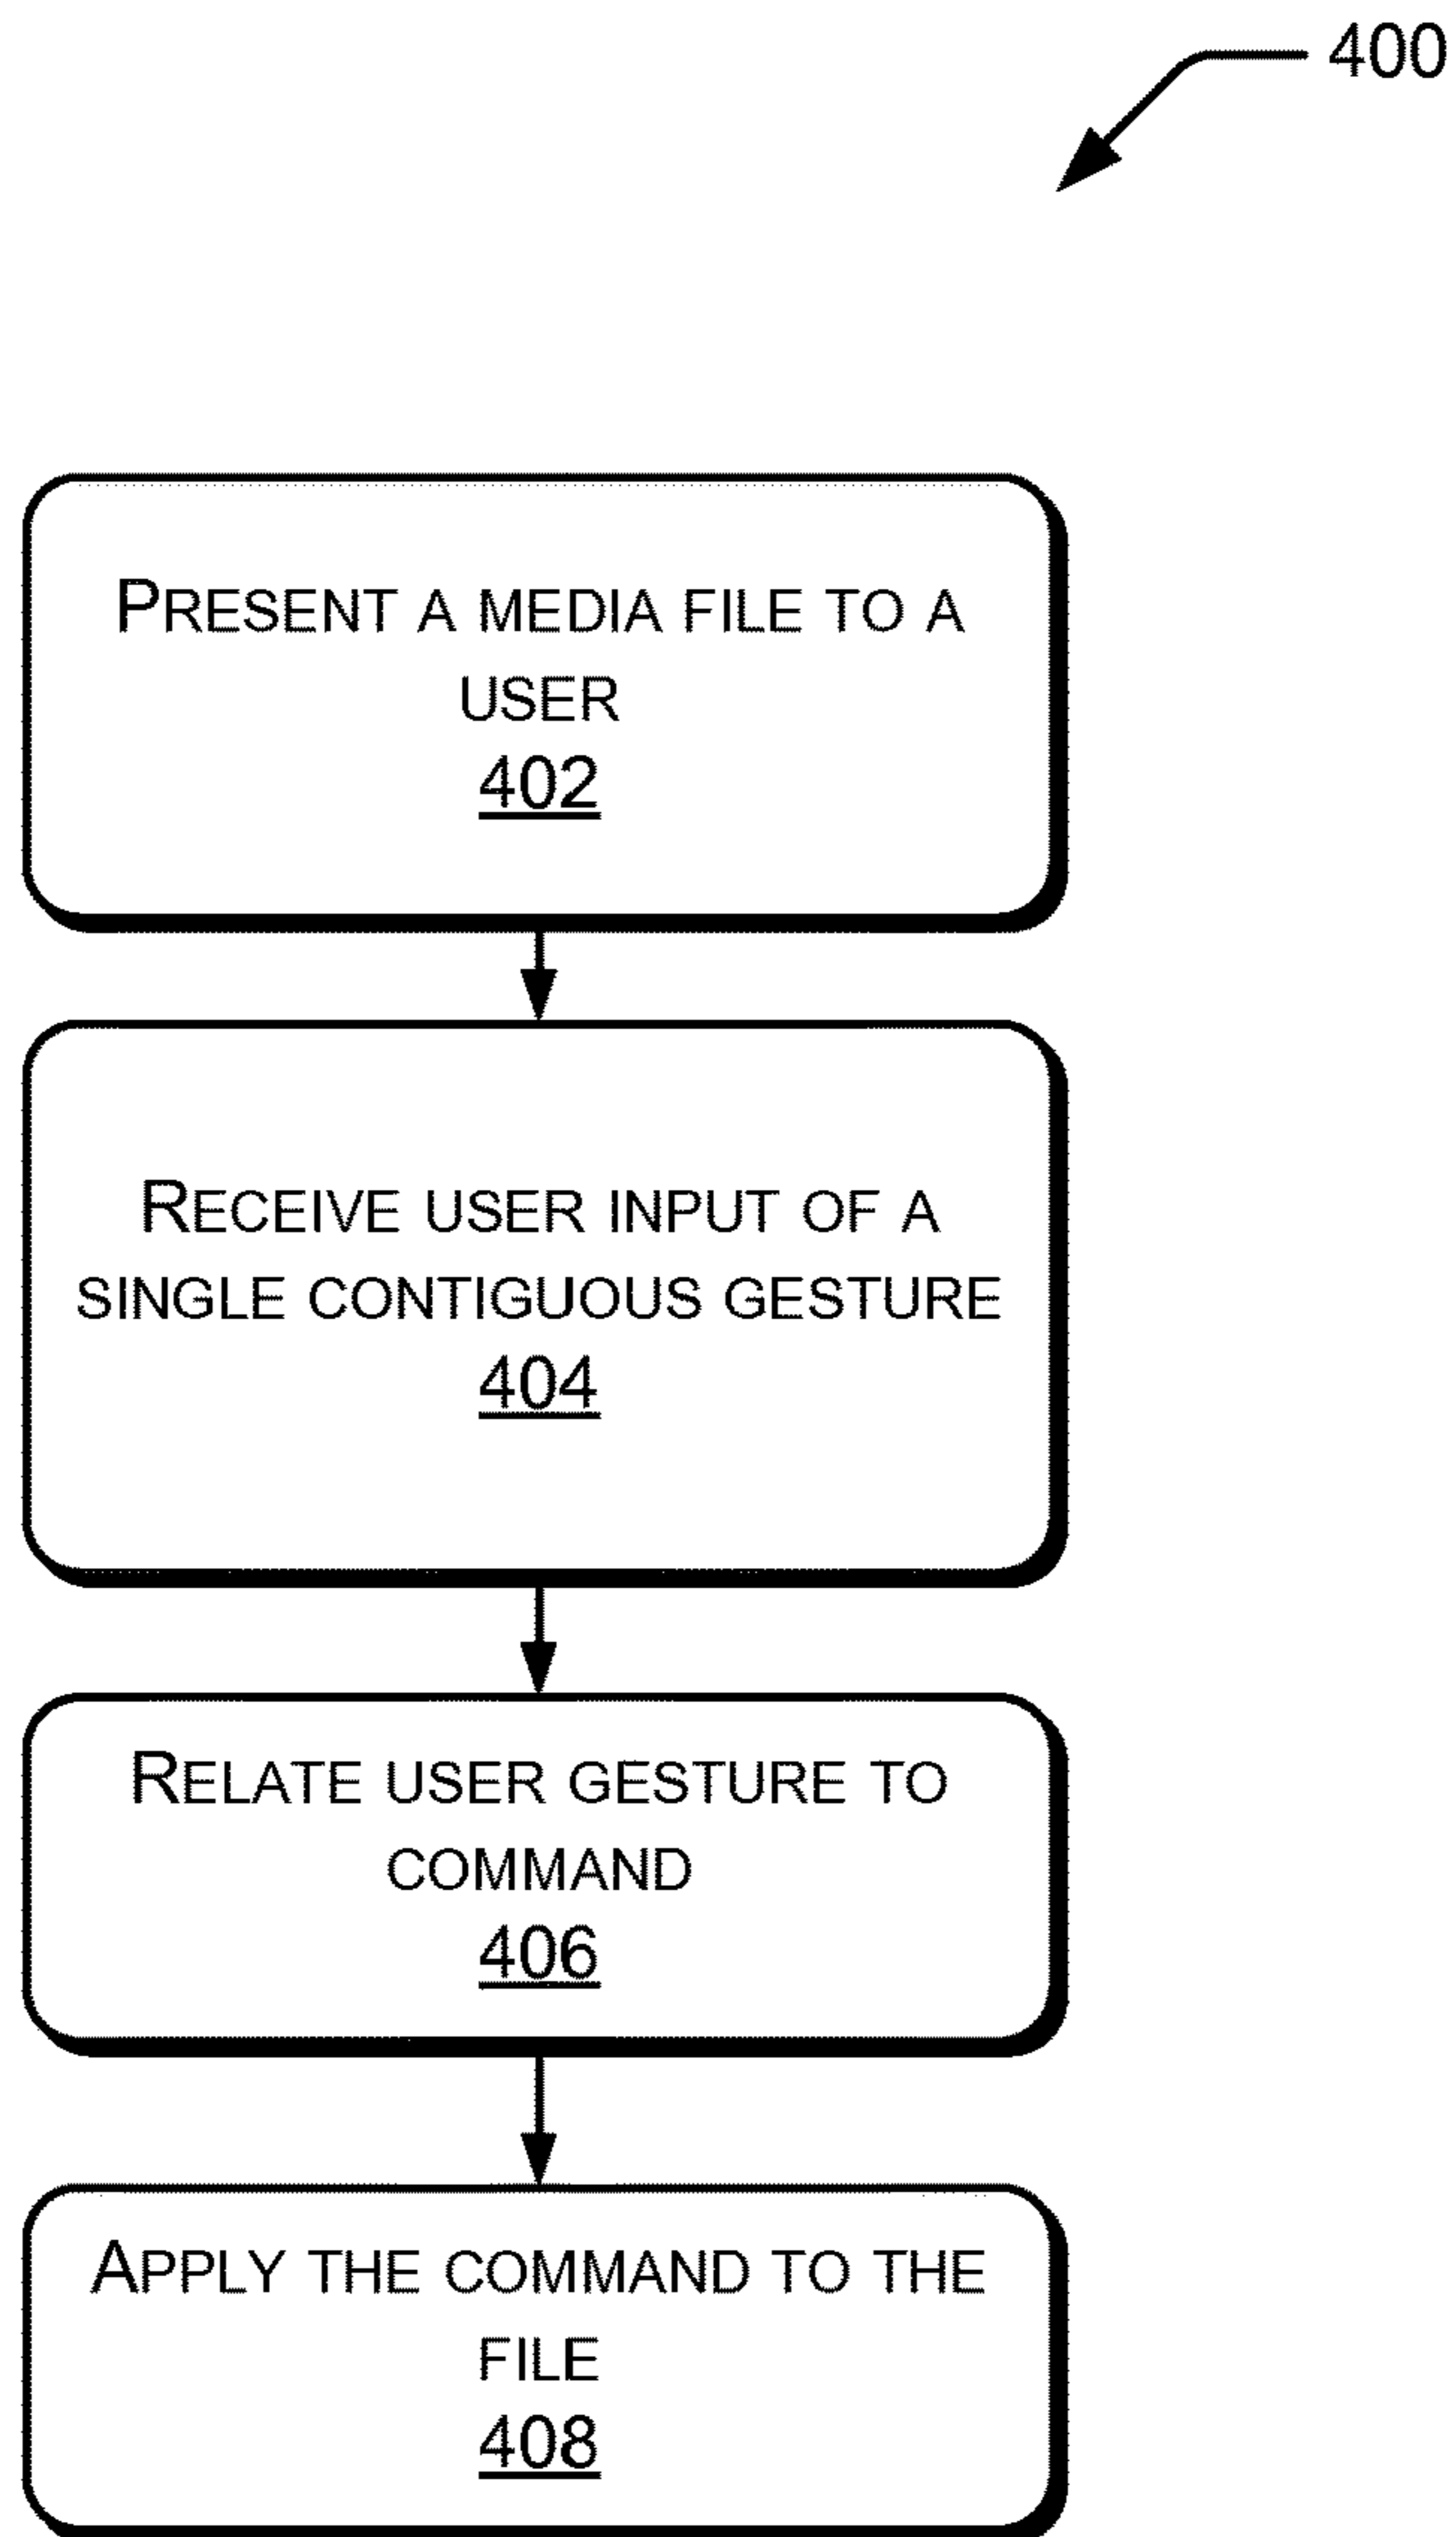 400
PRESENT A MEDIA FILE TO A
USER
402
RECEIVE USER INPUT OF A
SINGLE CONTIGUOUS GESTURE
404
RELATE USER GESTURE TO
COMMAND
406
APPLY THE COMMAND TO THE
FILE
408